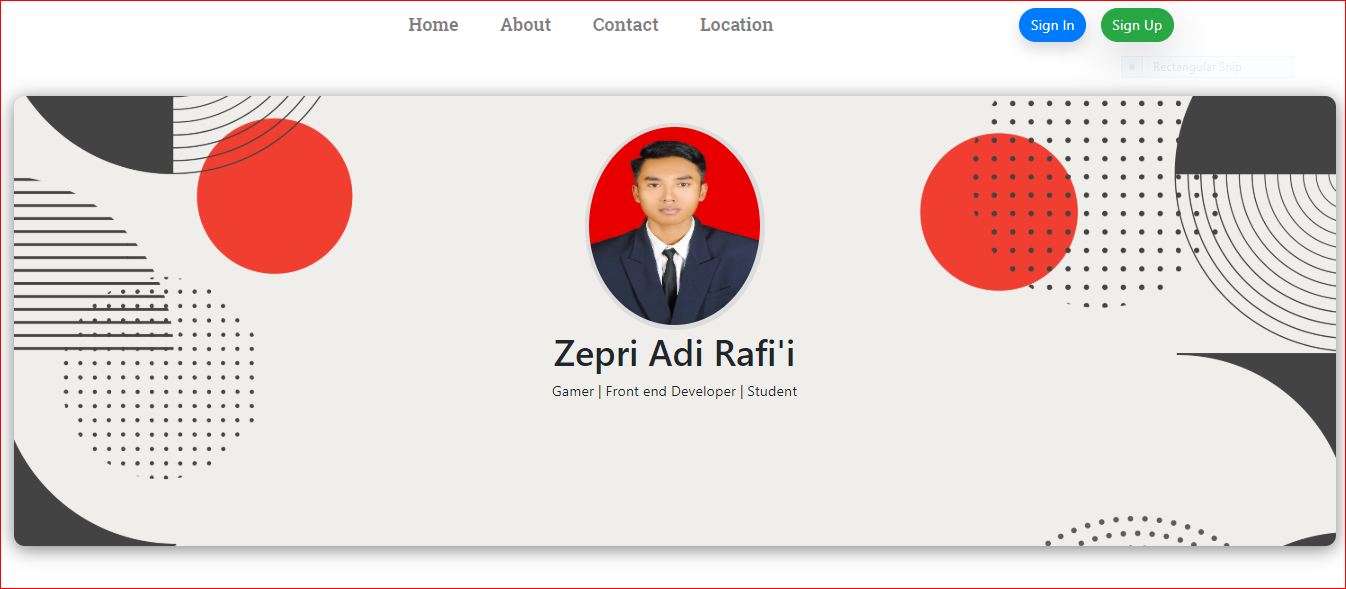 Home About Contact Location Sign In Sign Up
Rectangular Snip
Zepri Adi Rafi'i
Gamer | Front end Developer | Student